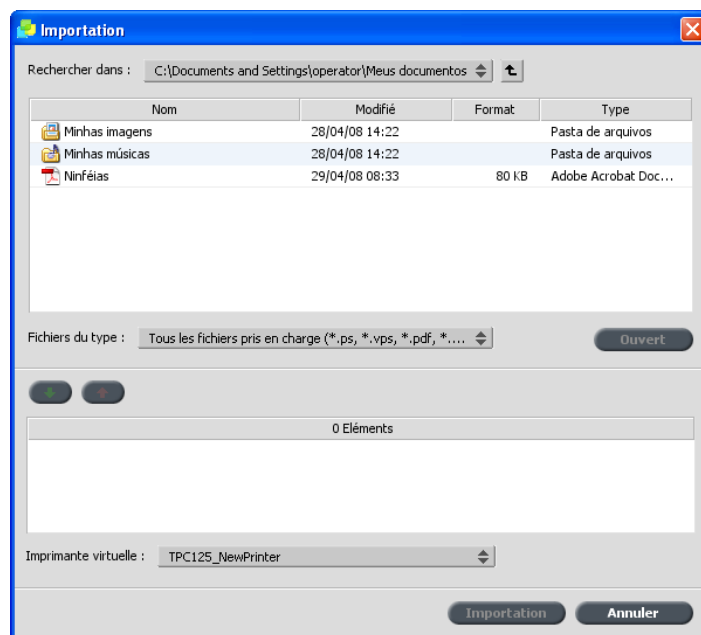 Importation
Rechercher dans : C:\Documents and Settings\operator\Meus documentos
Nom Modifié Format Type
Minhas imagens 28/04/08 14:22 Pasta de arquivos
Minhas músicas 28/04/08 14:22 Pasta de arquivos
Ninféias 29/04/08 08:33 80 KB Adobe Acrobat Doc...
Fichiers du type : Tous les fichiers pris en charge (*.ps, *.vps, *.pdf, *.... Ouvert
0 Eléments
Imprimante virtuelle : TPC125_NewPrinter
Importation Annuler